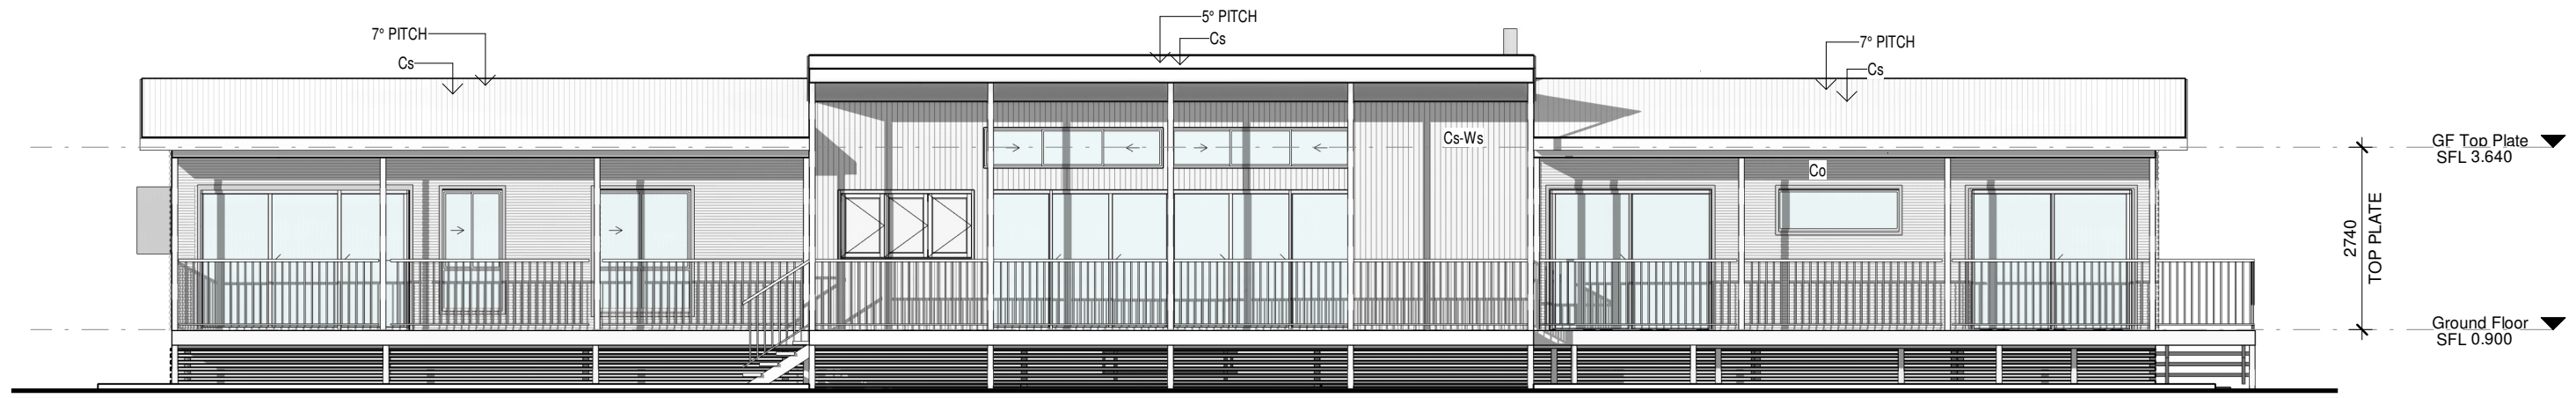 5° PITCH
Cs
7° PITCH
Cs
7° PITCH
Cs
Cs-Ws
Co
GF Top Plate
SFL 3.640
2740
TOP PLATE
Ground Floor
SFL 0.900